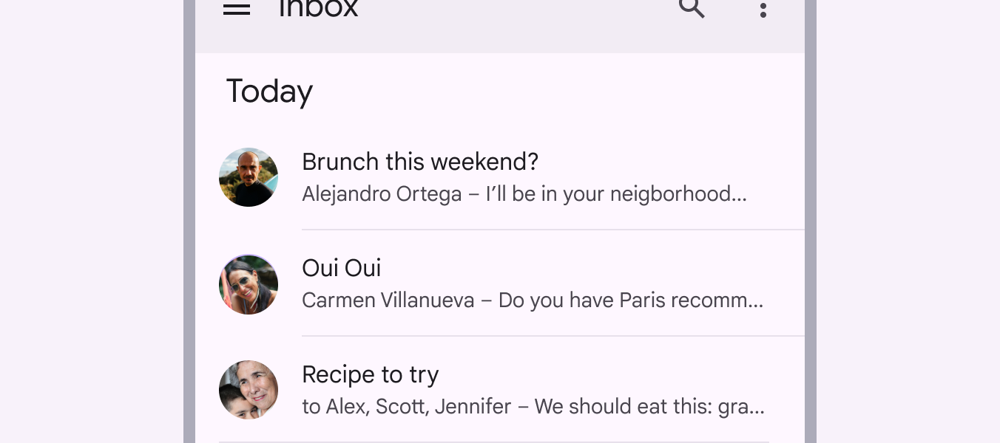 Inbox
Today
Brunch this weekend?
Alejandro Ortega – I’ll be in your neigborhood...
Oui Oui
Carmen Villanueva – Do you have Paris recomm...
Recipe to try
to Alex, Scott, Jennifer – We should eat this: gra...